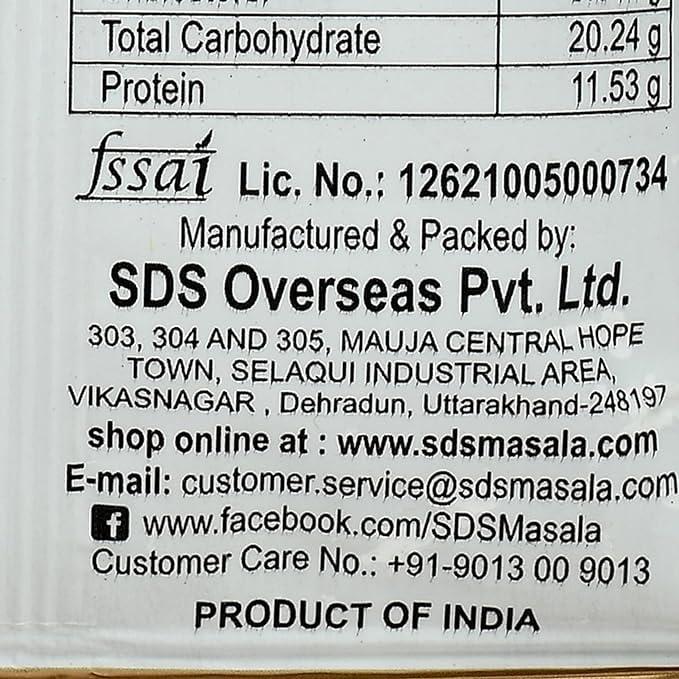 Total Carbohydrate 20.24 g
Protein 11.53 g
fssai Lic. No.: 12621005000734
Manufactured & Packed by:
SDS Overseas Pvt. Ltd.
303, 304 AND 305, MAUJA CENTRAL HOPE
TOWN, SELAQUI INDUSTRIAL AREA,
VIKASNAGAR , Dehradun, Uttarakhand-248197
shop online at : www.sdsmasala.com
E-mail: customer.service@sdsmasala.com
f www.facebook.com/SDSMasala
Customer Care No.: +91-9013 00 9013
PRODUCT OF INDIA